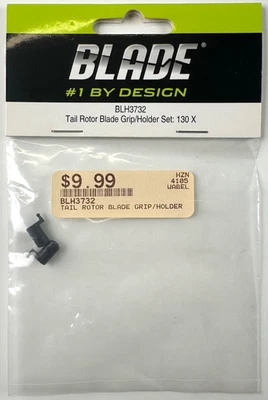 BLADE
#1 BY DESIGN
BLH3732
Tail Rotor Blade Grip/Holder Set: 130 X
$9.99
HZN
4105
WABEL
BLH3732
TAIL ROTOR BLADE GRIP/HOLDER